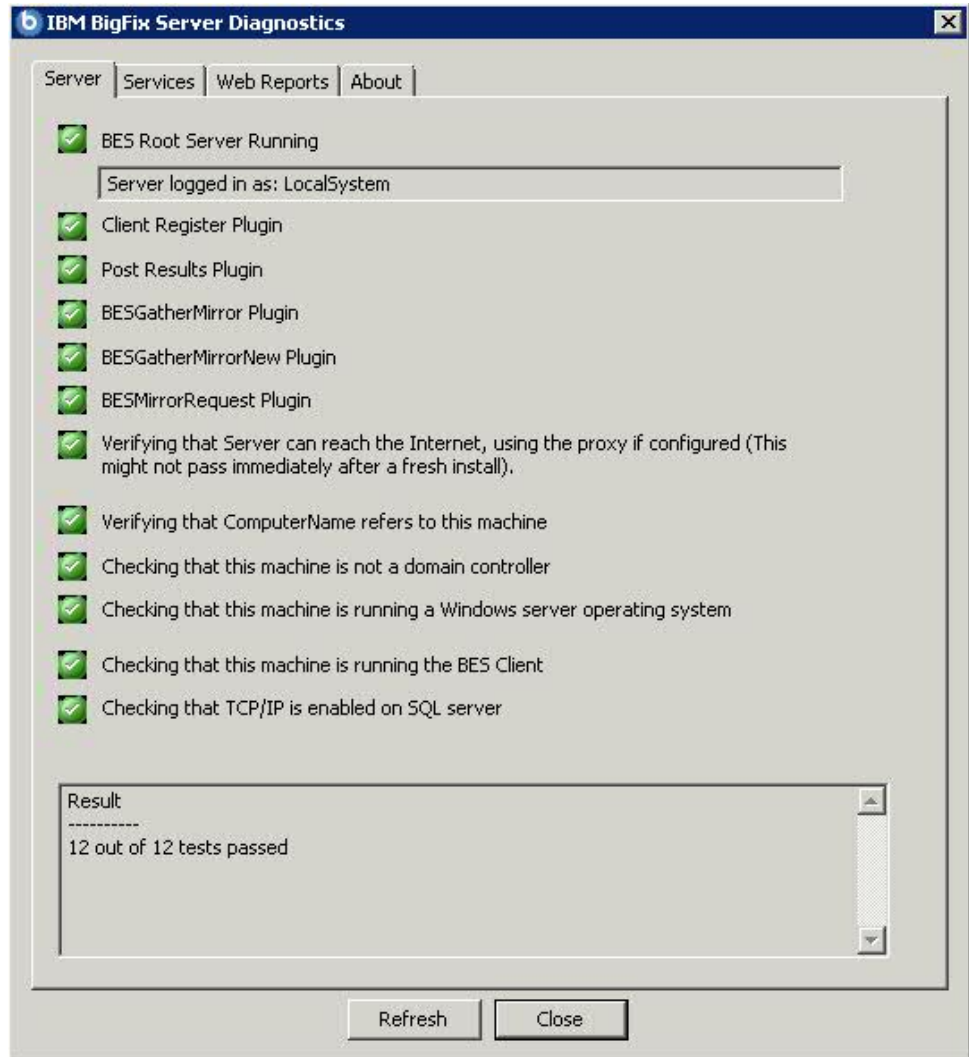 b IBM BigFix Server Diagnostics
Server Services Web Reports About
BES Root Server Running
Server logged in as: LocalSystem
Client Register Plugin
Post Results Plugin
BESGatherMirror Plugin
BESGatherMirrorNew Plugin
BESMirrorRequest Plugin
Verifying that Server can reach the Internet, using the proxy if configured (This
might not pass immediately after a fresh install).
Verifying that ComputerName refers to this machine
Checking that this machine is not a domain controller
Checking that this machine is running a Windows server operating system
Checking that this machine is running the BES Client
Checking that TCP/IP is enabled on SQL server
Result
----------
12 out of 12 tests passed
Refresh Close